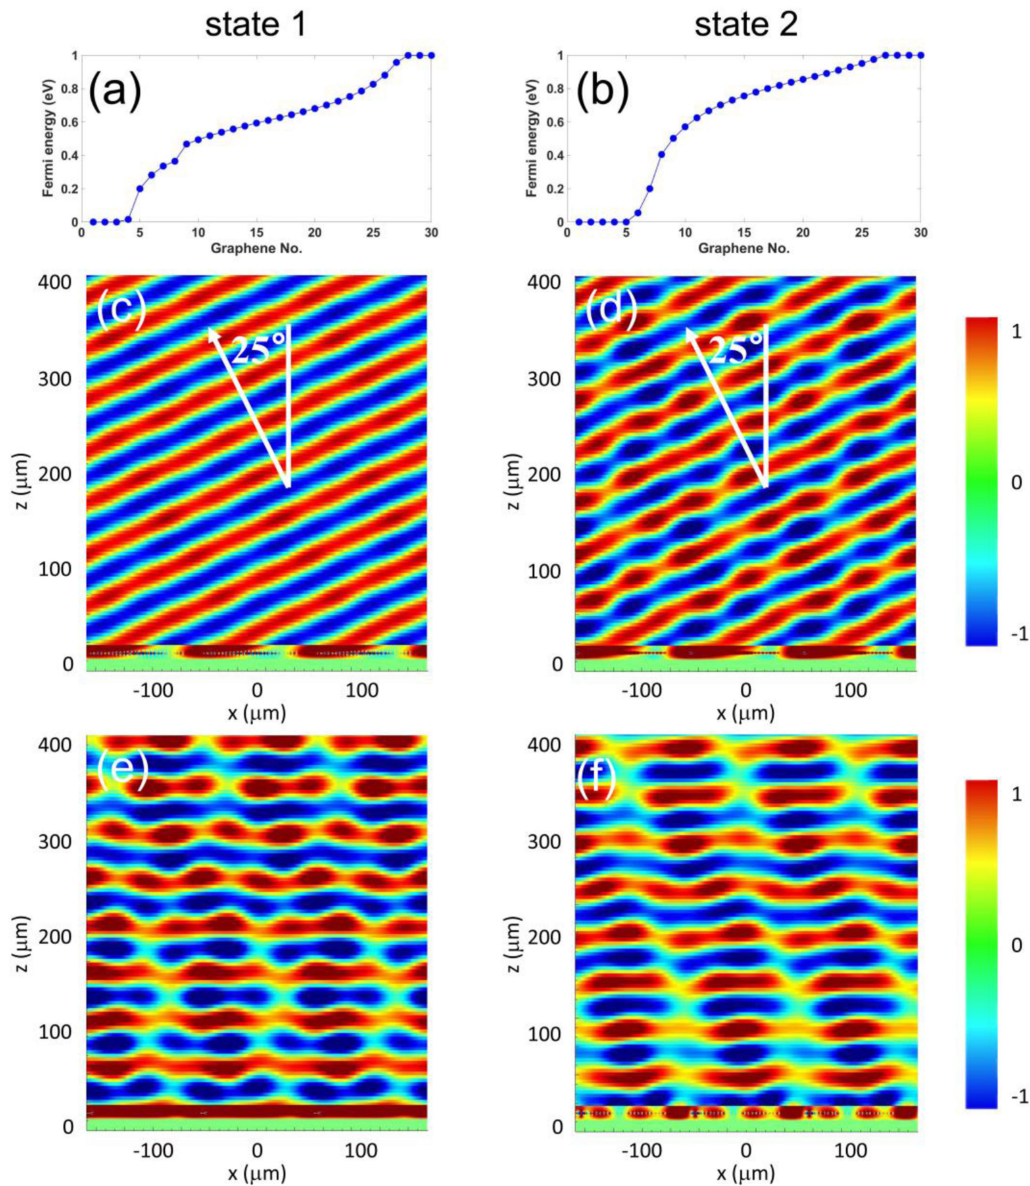 state 1 state 2
(a) (b)
Fermi energy (eV) Fermi energy (eV)
1 1
0.8 0.8
0.6 0.6
0.4 0.4
0.2 0.2
0 0
0 5 10 15 20 25 30 0 5 10 15 20 25 30
Graphene No. Graphene No.
(c) (d)
400
300
200
100
0
z (μm) z (μm)
25° 25°
400
300
200
100
0
1
0
-1
-100 0 100 -100 0 100
x (μm) x (μm)
(e) (f)
400
300
200
100
0
z (μm) z (μm)
400
300
200
100
0
1
0
-1
-100 0 100 -100 0 100
x (μm) x (μm)